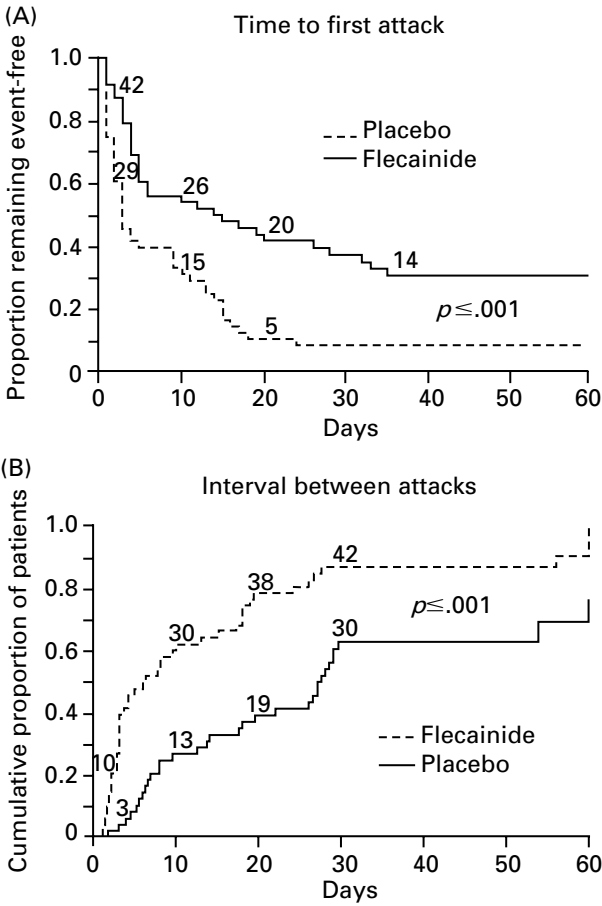 (A)
Time to first attack
Proportion remaining event-free
1.0
0.8
0.6
0.4
0.2
0
42
29
26
15
20
5
14
Placebo
Flecainide
p≤.001
0 10 20 30 40 50 60
Days
(B)
Interval between attacks
Cumulative proportion of patients
1.0
0.8
0.6
0.4
0.2
0
10
3
30
13
38
19
42
30
p≤.001
Flecainide
Placebo
0 10 20 30 40 50 60
Days